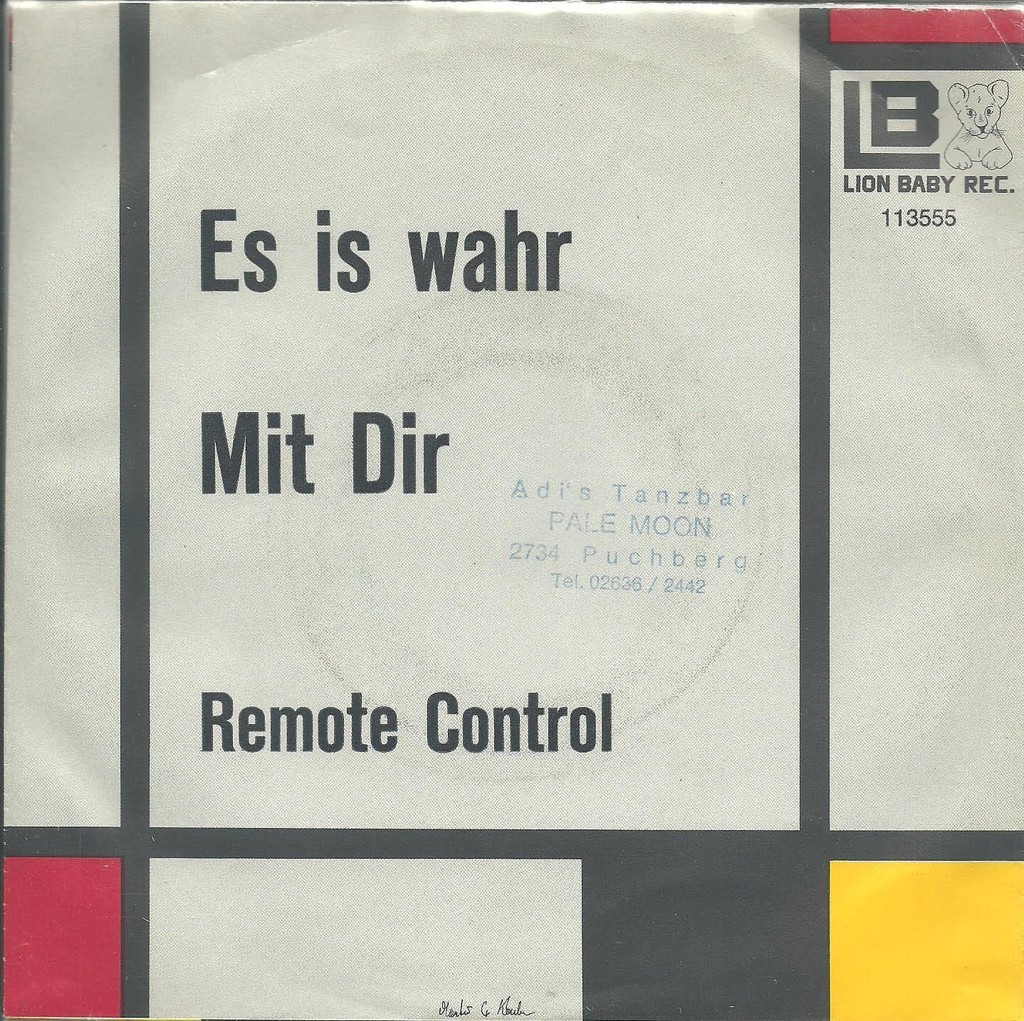 LB
LION BABY REC.
113555
Es is wahr
Mit Dir
Adi's Tanzbar
PALE MOON
2734 Puchberg
Tel. 02636 / 2442
Remote Control